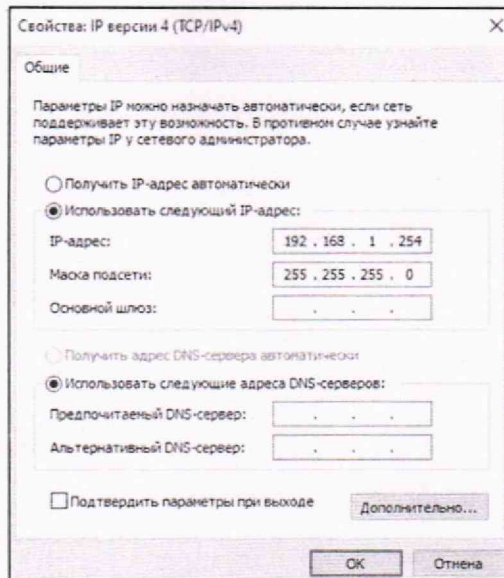 Свойства: IP версии 4 (TCP/IPv4)
Общие
Параметры IP можно назначать автоматически, если сеть
поддерживает эту возможность. В противном случае узнайте
параметры IP у сетевого администратора.
Получить IP-адрес автоматически
Использовать следующий IP-адрес:
IP-адрес: 192 . 168 . 1 . 254
Маска подсети: 255 . 255 . 255 . 0
Основной шлюз: . . .
Получить адрес DNS-сервера автоматически
Использовать следующие адреса DNS-серверов:
Предпочитаемый DNS-сервер: . . .
Альтернативный DNS-сервер: . . .
Подтвердить параметры при выходе
Дополнительно...
ОК Отмена